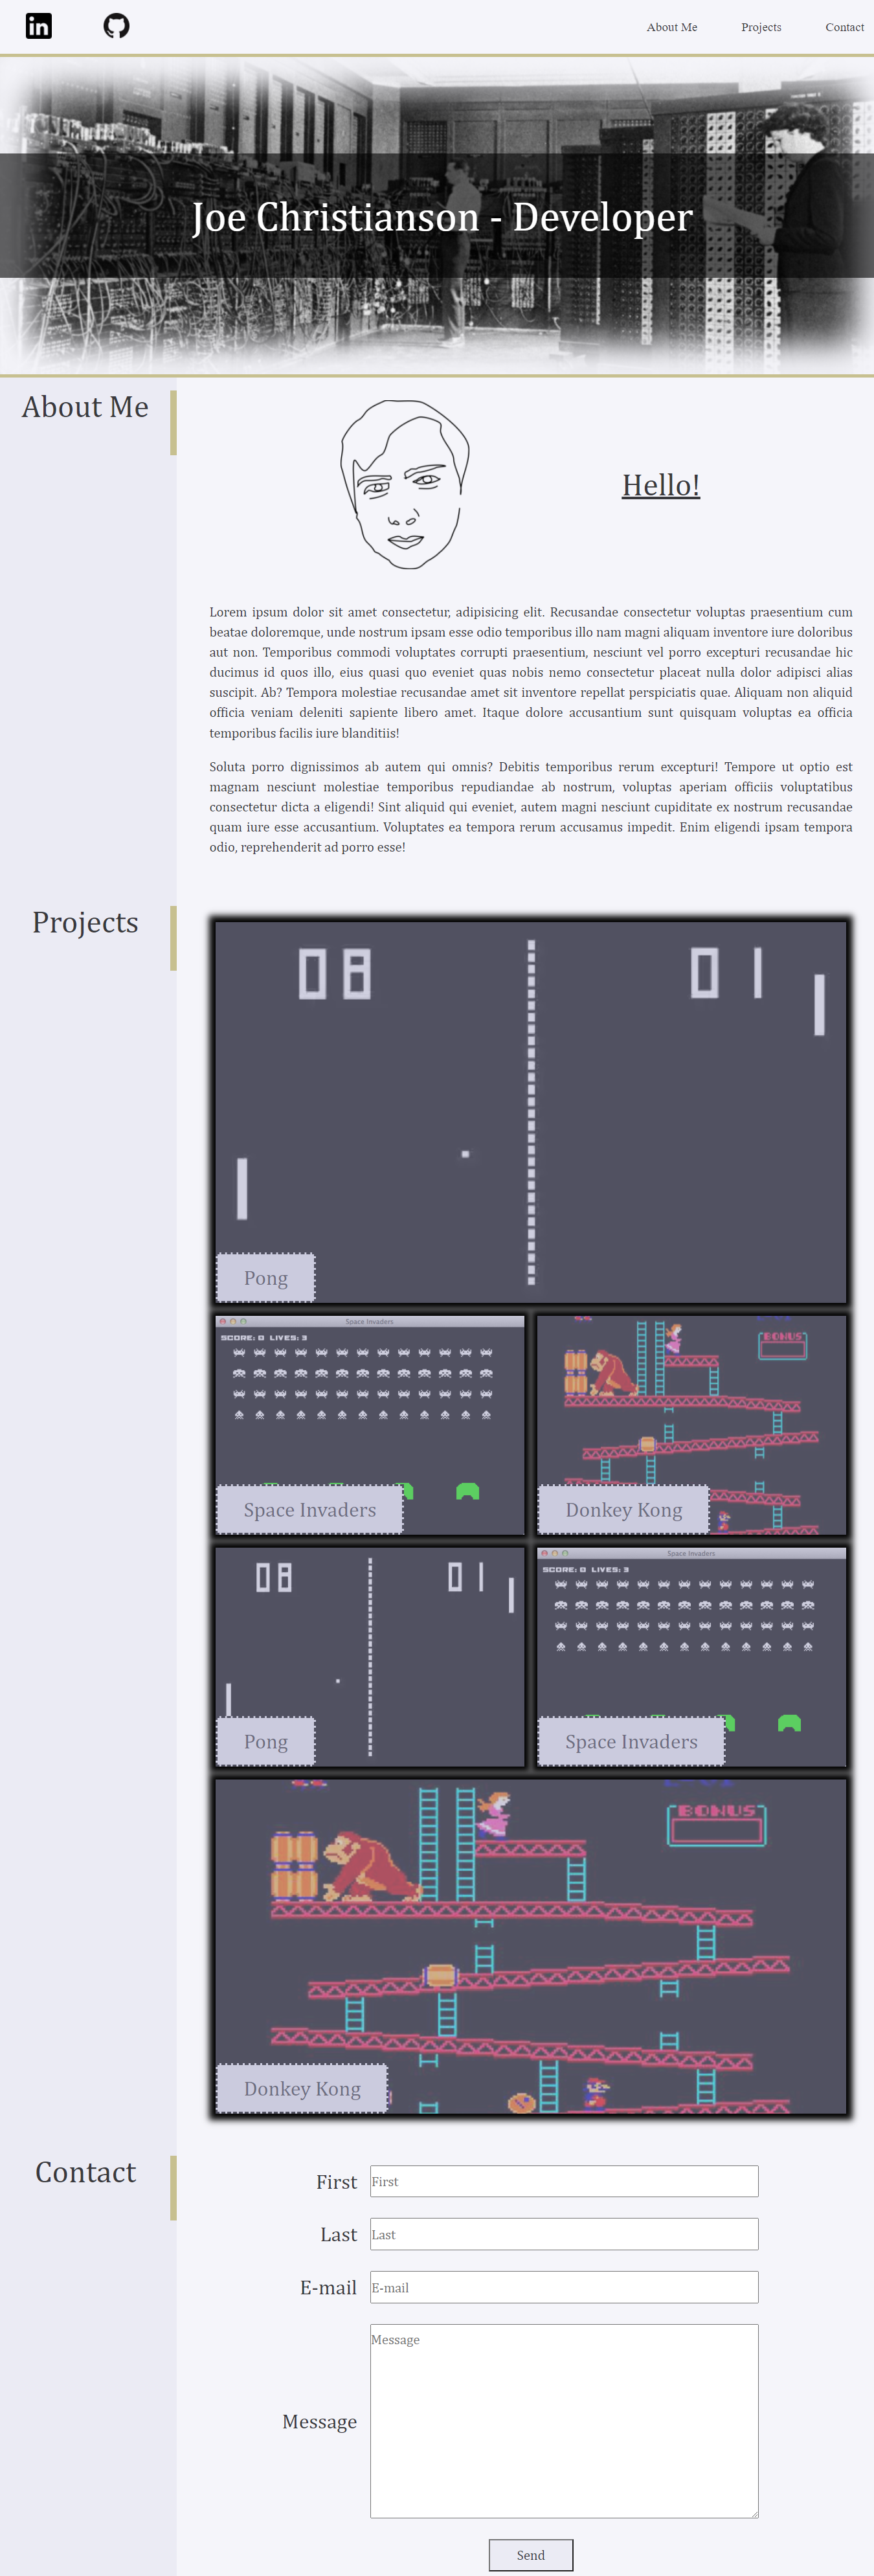 in
About Me
Projects
Contact
Joe Christianson - Developer
About Me
Hello!
Lorem ipsum dolor sit amet consectetur, adipisicing elit. Recusandae consectetur voluptas praesentium cum
beatae doloremque, unde nostrum ipsam esse odio temporibus illo nam magni aliquam inventore iure doloribus
aut non. Temporibus commodi voluptates corrupti praesentium, nesciunt vel porro excepturi recusandae hic
ducimus id quos illo, eius quasi quo eveniet quas nobis nemo consectetur placeat nulla dolor adipisci alias
suscipit. Ab? Tempora molestiae recusandae amet sit inventore repellat perspiciatis quae. Aliquam non aliquid
officia veniam deleniti sapiente libero amet. Itaque dolore accusantium sunt quisquam voluptas ea officia
temporibus facilis iure blanditiis!
Soluta porro dignissimos ab autem qui omnis? Debitis temporibus rerum excepturi! Tempore ut optio est
magnam nesciunt molestiae temporibus repudiandae ab nostrum, voluptas aperiam officiis voluptatibus
consectetur dicta a eligendi! Sint aliquid qui eveniet, autem magni nesciunt cupiditate ex nostrum recusandae
quam iure esse accusantium. Voluptates ea tempora rerum accusamus impedit. Enim eligendi ipsam tempora
odio, reprehenderit ad porro esse!
Projects
08
01
Pong
Space Invaders
SCORE: 0 LIVES: 3
Space Invaders
BONUS
Donkey Kong
08
01
Pong
Space Invaders
SCORE: 0 LIVES: 3
Space Invaders
BONUS
Donkey Kong
Contact
First
First
Last
Last
E-mail
E-mail
Message
Message
Send